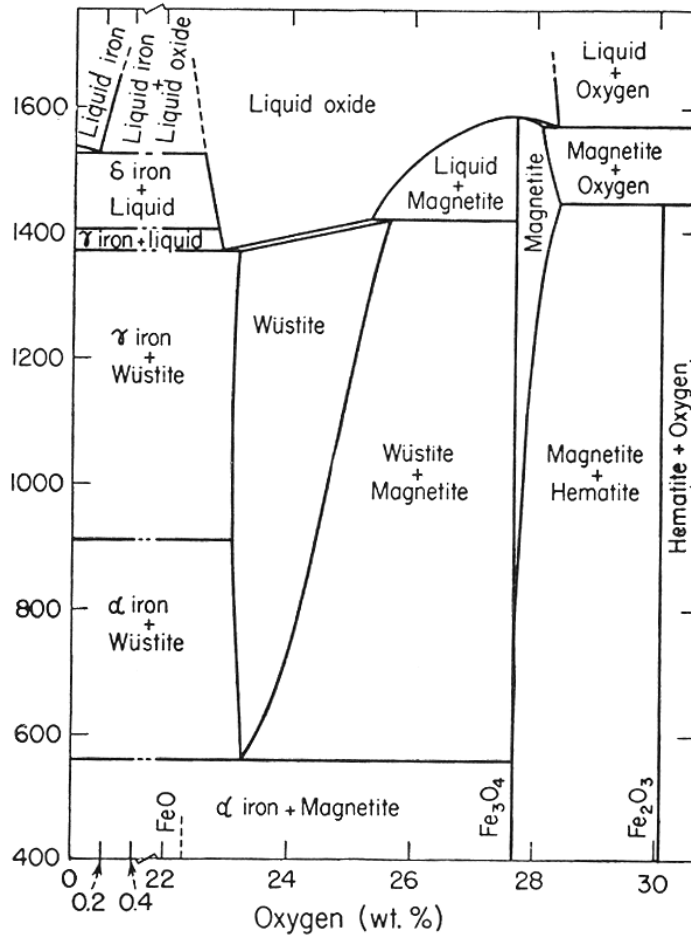 Liquid iron
Liquid iron
+
Liquid oxide
Liquid oxide
Liquid
+
Oxygen
1600
δ iron
+
Liquid
Liquid
+
Magnetite
Magnetite
Magnetite
+
Oxygen
1400
γ iron + liquid
γ iron
+
Wüstite
Wüstite
1200
Wüstite
+
Magnetite
Magnetite
+
Hematite
Hematite + Oxygen
1000
α iron
+
Wüstite
800
600
FeO
α iron + Magnetite
Fe3O4
Fe2O3
400
0
22
24
26
28
30
0.2
0.4
Oxygen (wt. %)